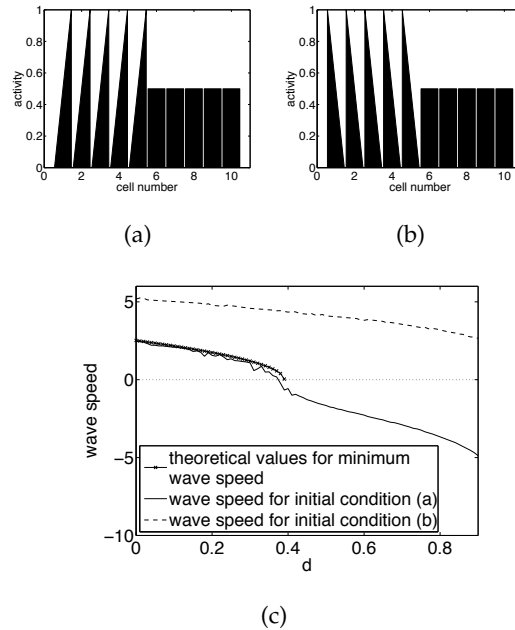 1
0.8
0.6
0.4
0.2
0
activity
0 2 4 6 8 10
cell number
(a)
1
0.8
0.6
0.4
0.2
0
activity
0 2 4 6 8 10
cell number
(b)
5
0
−5
−10
wave speed
theoretical values for minimum
wave speed
wave speed for initial condition (a)
wave speed for initial condition (b)
0 0.2 0.4 0.6 0.8
d
(c)